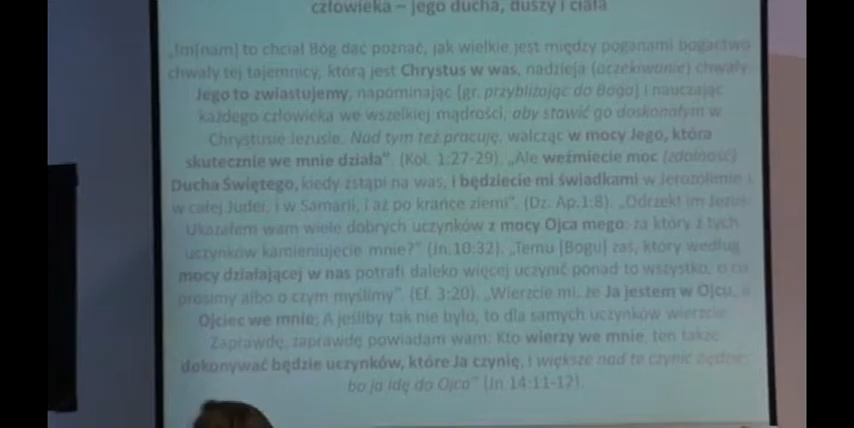 człowieka – jego ducha, duszy i ciała
„Im[nam] to chciał Bóg dać poznać, jak wielkie jest między poganami bogactwo
chwały tej tajemnicy, którą jest Chrystus w was, nadzieja (oczekiwanie) chwały.
Jego to zwiastujemy, napominając [gr. przybliżając do Boga] i nauczając
każdego człowieka we wszelkiej mądrości, aby stawić go doskonałym w
Chrystusie Jezusie. Nad tym też pracuję, walcząc w mocy Jego, która
skutecznie we mnie działa”. (Kol. 1:27-29). „Ale weźmiecie moc (zdolność)
Ducha Świętego, kiedy zstąpi na was, i będziecie mi świadkami w Jerozolimie i
w całej Judei, i w Samarii, i aż po krańce ziemi”. (Dz. Ap.1:8). „Odrzekł im Jezus:
Ukazałem wam wiele dobrych uczynków z mocy Ojca mego; za który z tych
uczynków kamienujecie mnie?” (Jn.10:32). „Temu [Bogu] zaś, który według
mocy działającej w nas potrafi daleko więcej uczynić ponad to wszystko, o co
prosimy albo o czym myślimy”. (Ef. 3:20). „Wierzcie mi, że Ja jestem w Ojcu, a
Ojciec we mnie; A jeśliby tak nie było, to dla samych uczynków wierzcie.
Zaprawdę, zaprawdę powiadam wam: Kto wierzy we mnie, ten także
dokonywać będzie uczynków, które Ja czynię, i większe nad te czynić będzie;
bo ja idę do Ojca” (Jn 14:11-12).